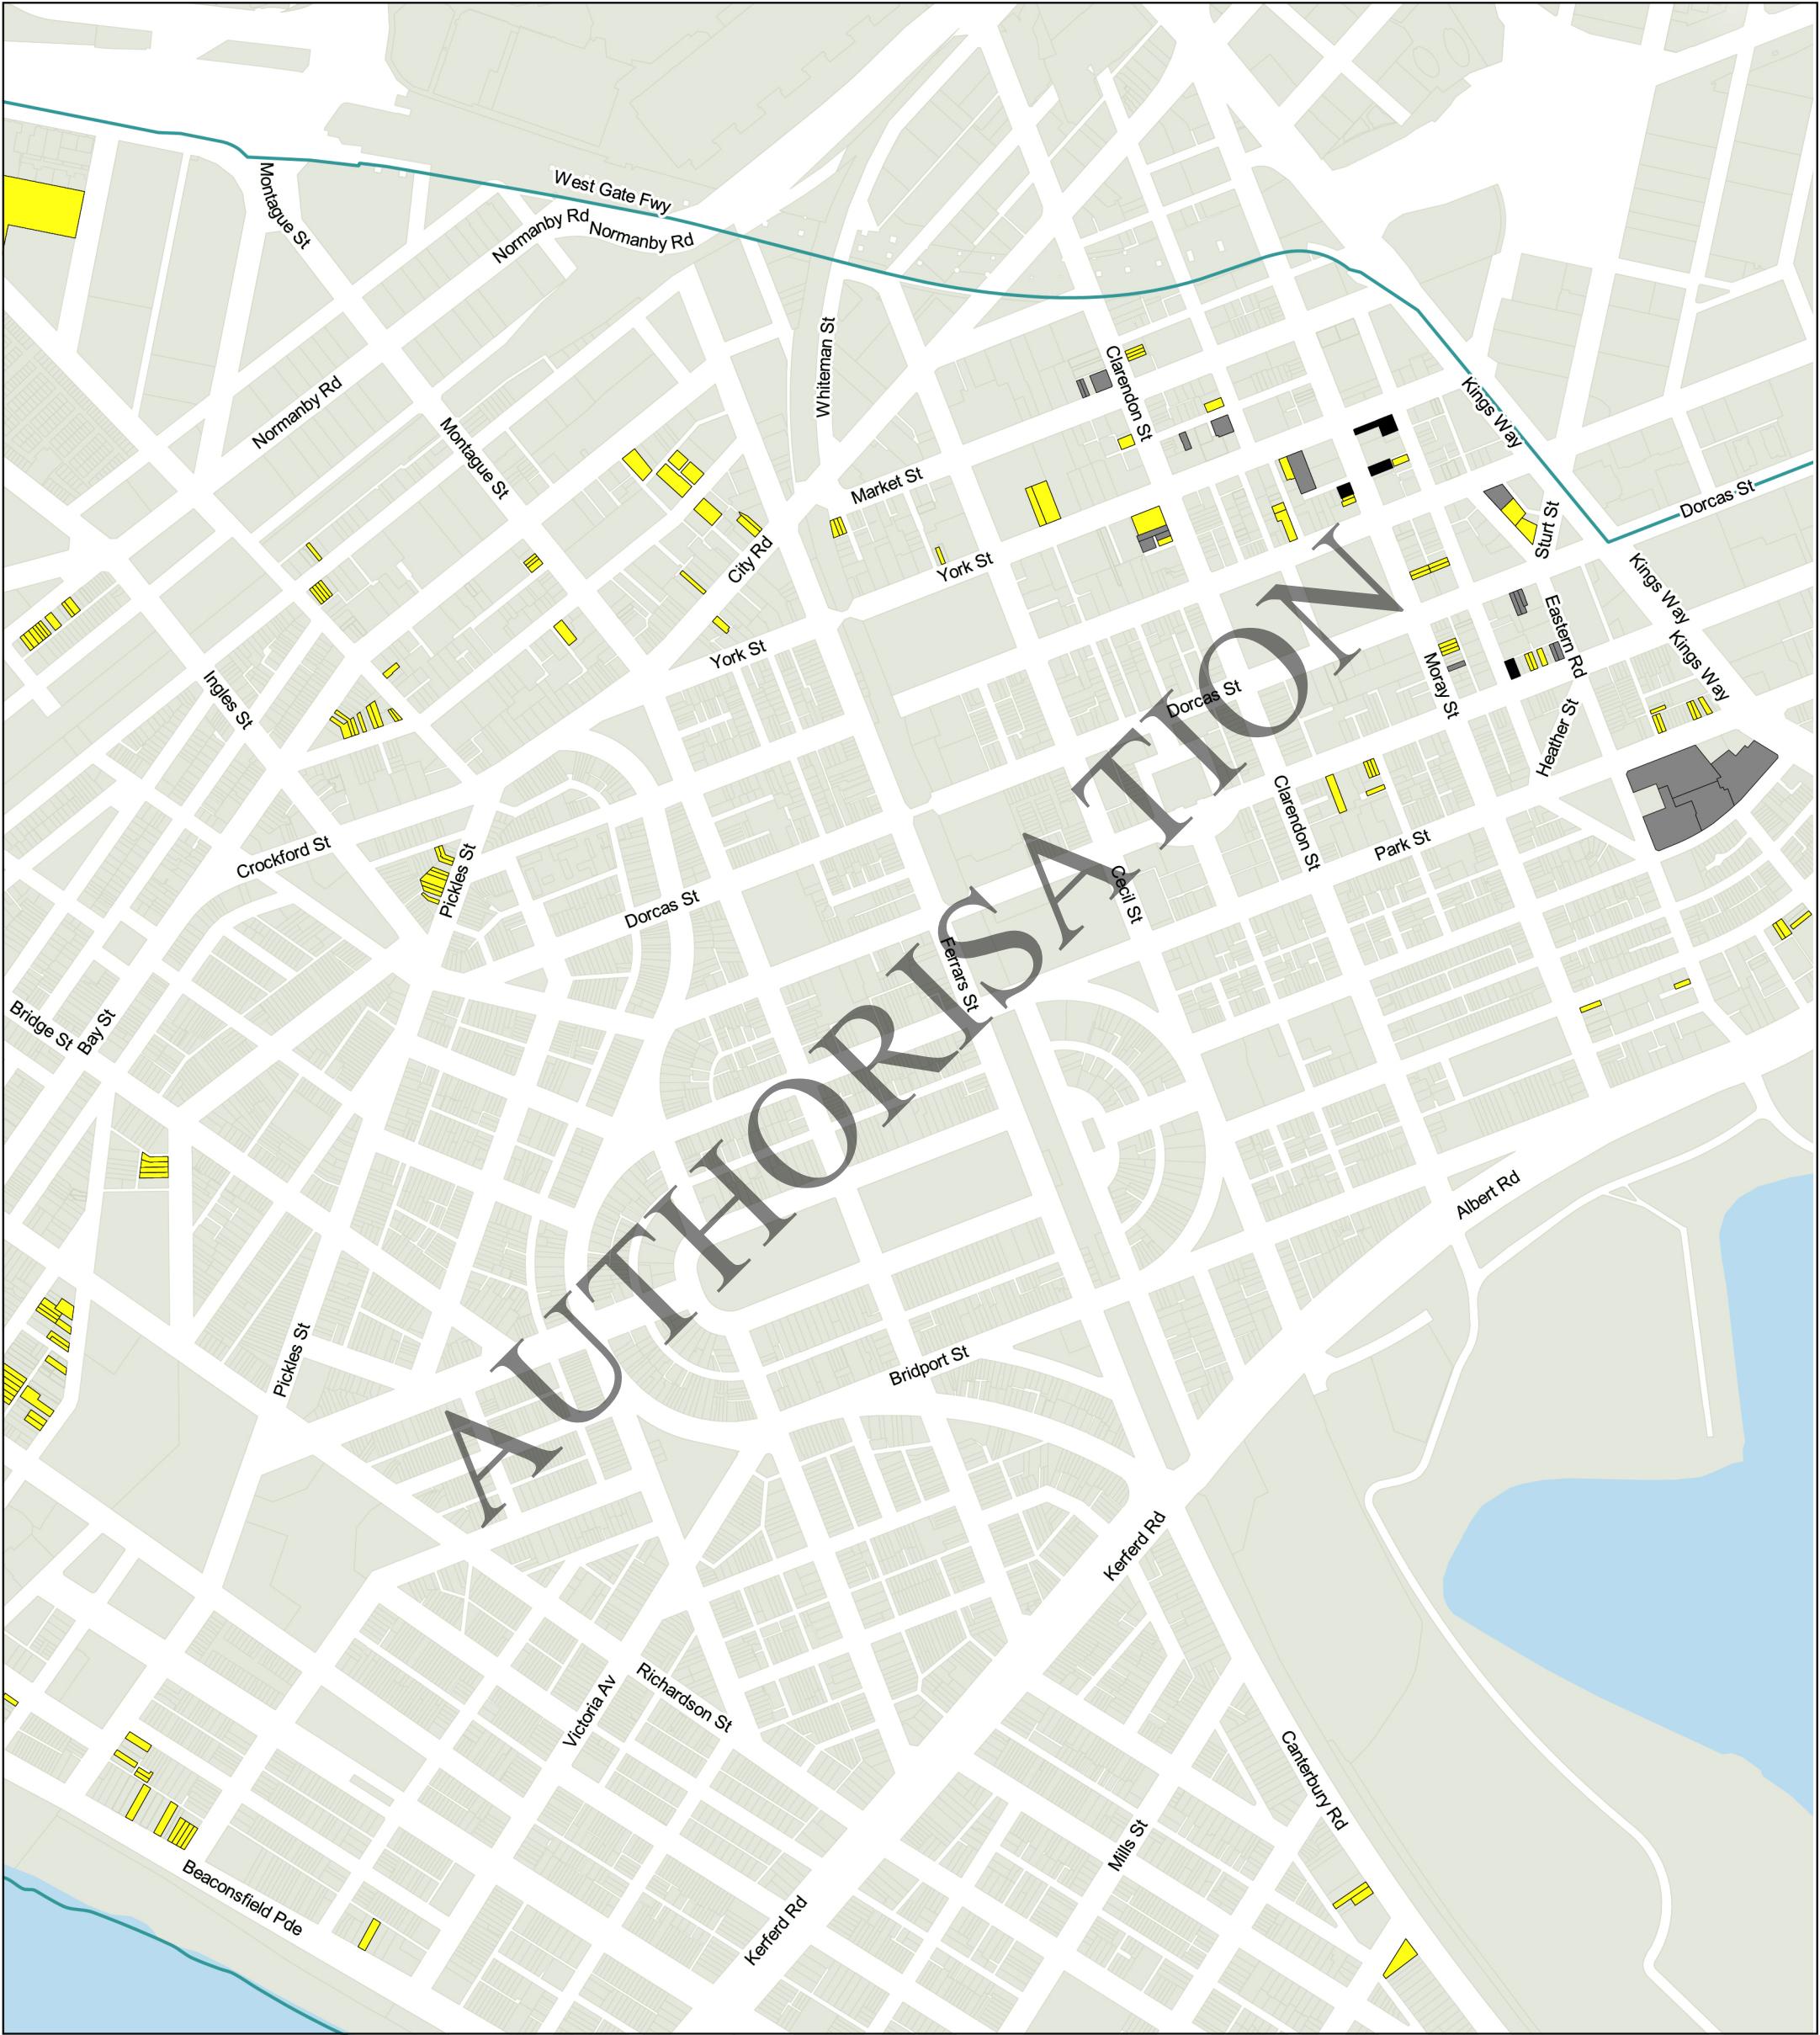 West Gate Fwy
Montague St
Normanby Rd
Normanby Rd
Whiteman St
Clarendon St
Kings Way
Normanby Rd
Montague St
Market St
Dorcas St
Sturt St
City Rd
York St
Kings Way
Eastern Rd
York St
Kings Way
Ingles St
Moray St
Dorcas St
Heather St
Clarendon St
Park St
Crockford St
Pickles St
Cecil St
Dorcas St
Ferrars St
Bridge St
Bay St
AUTHORISATION
Albert Rd
Pickles St
Bridport St
Kerferd Rd
Richardson St
Victoria Av
Canterbury Rd
Mills St
Beaconsfield Pde
Kerferd Rd